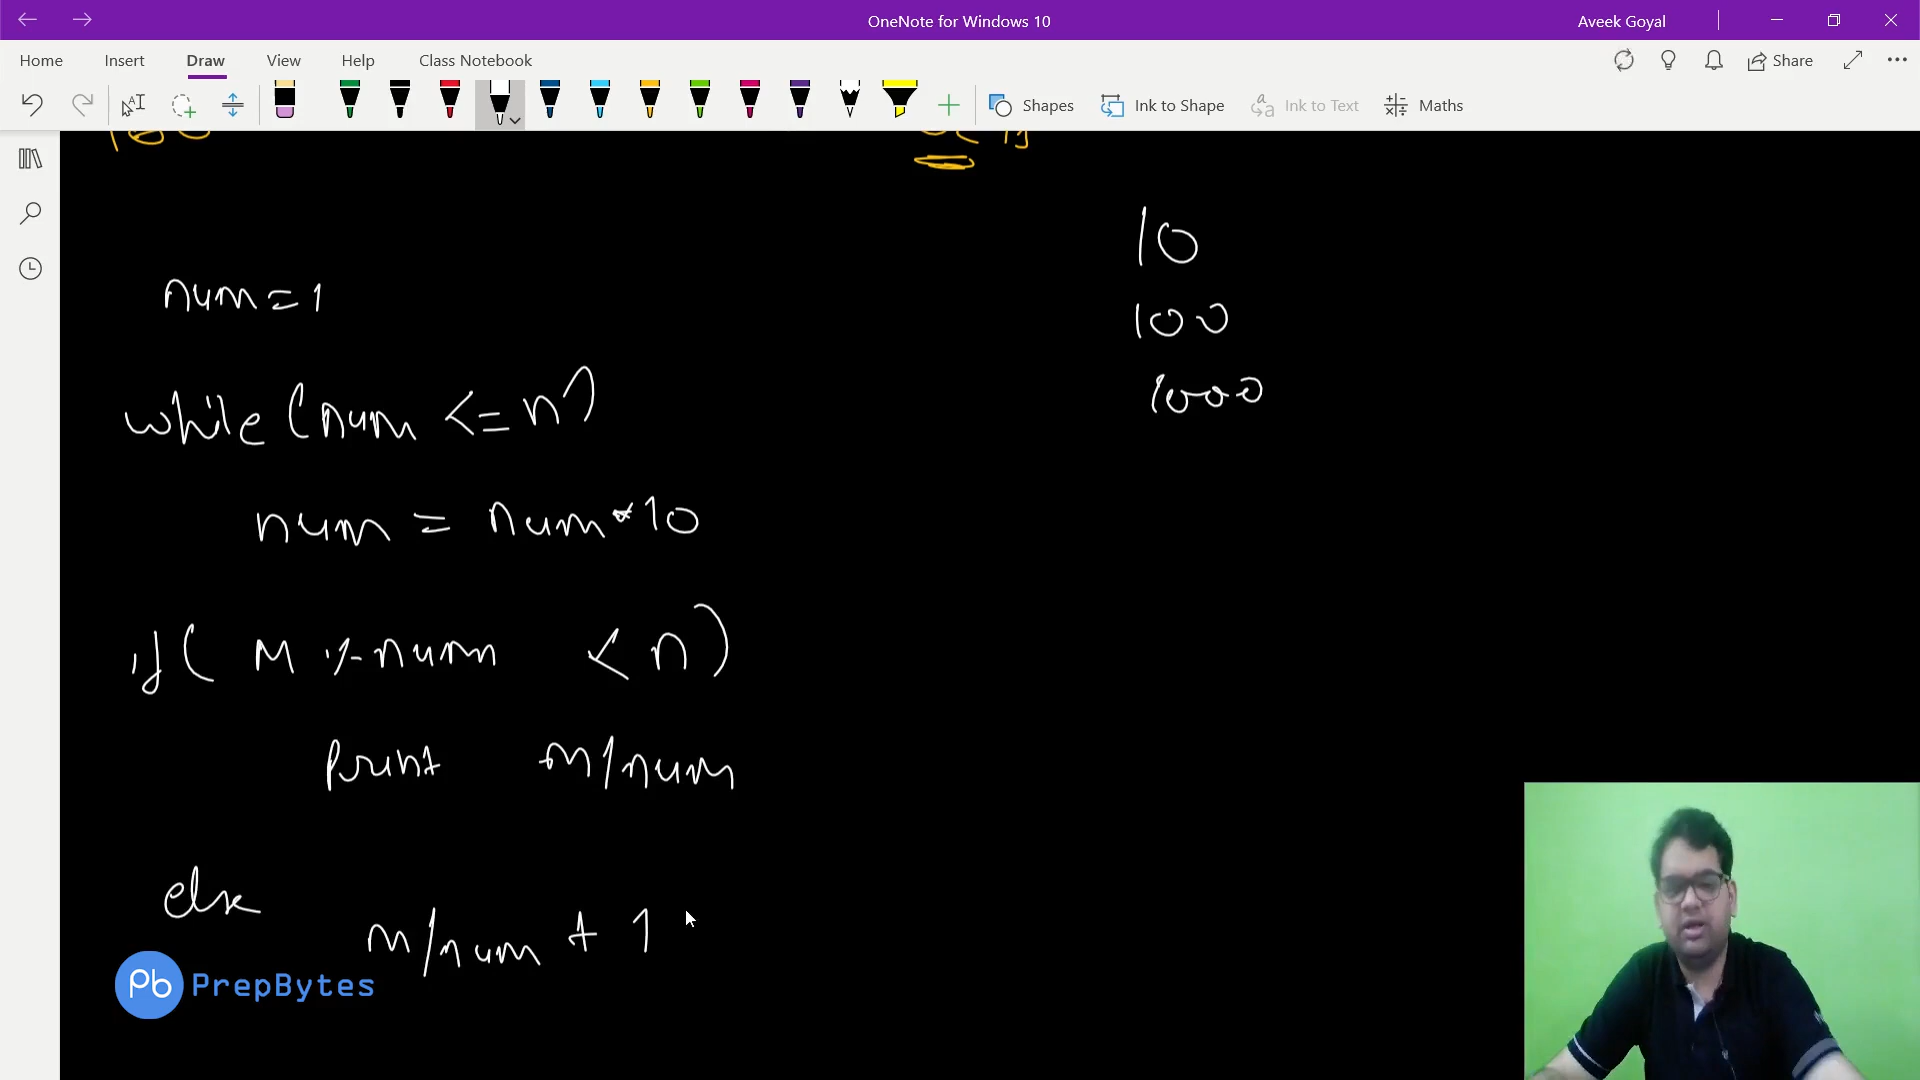 OneNote for Windows 10
Aveek Goyal
Home Insert Draw View Help Class Notebook
Share
Shapes Ink to Shape Ink to Text Maths
10
num = 1
100
1000
while (num <= n)
num = num * 10
if ( M % num < n)
Print m/num
else
m/num + 1
Pb PrepBytes